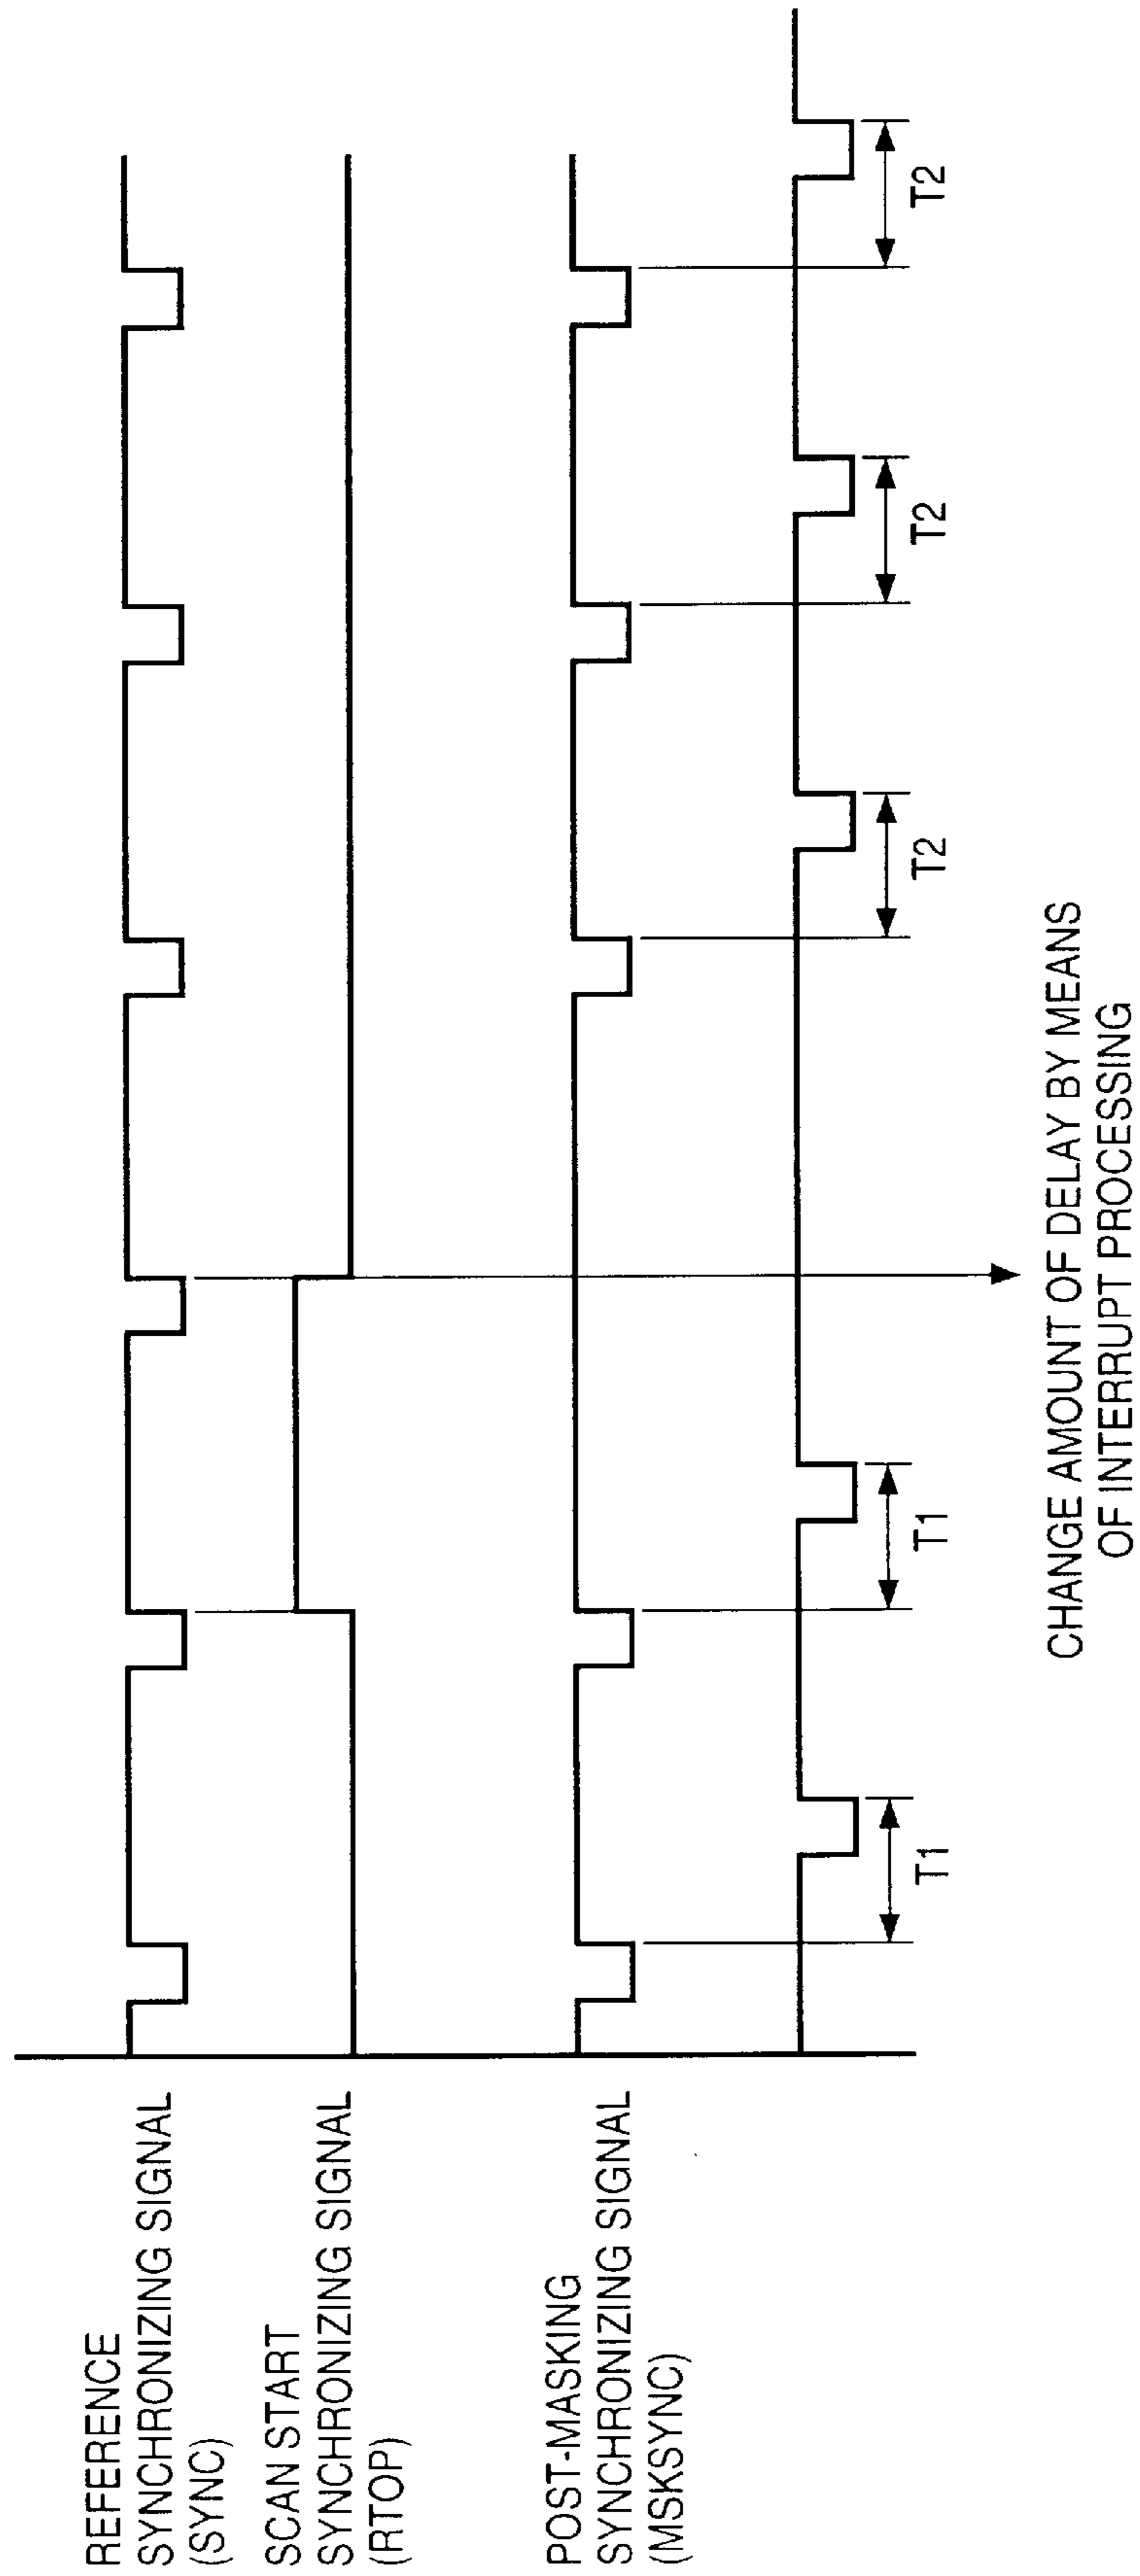 REFERENCE
SYNCHRONIZING SIGNAL
(SYNC)
SCAN START
SYNCHRONIZING SIGNAL
(RTOP)
POST-MASKING
SYNCHRONIZING SIGNAL
(MSKSYNC)
T1
T1
T2
T2
T2
CHANGE AMOUNT OF DELAY BY MEANS
OF INTERRUPT PROCESSING